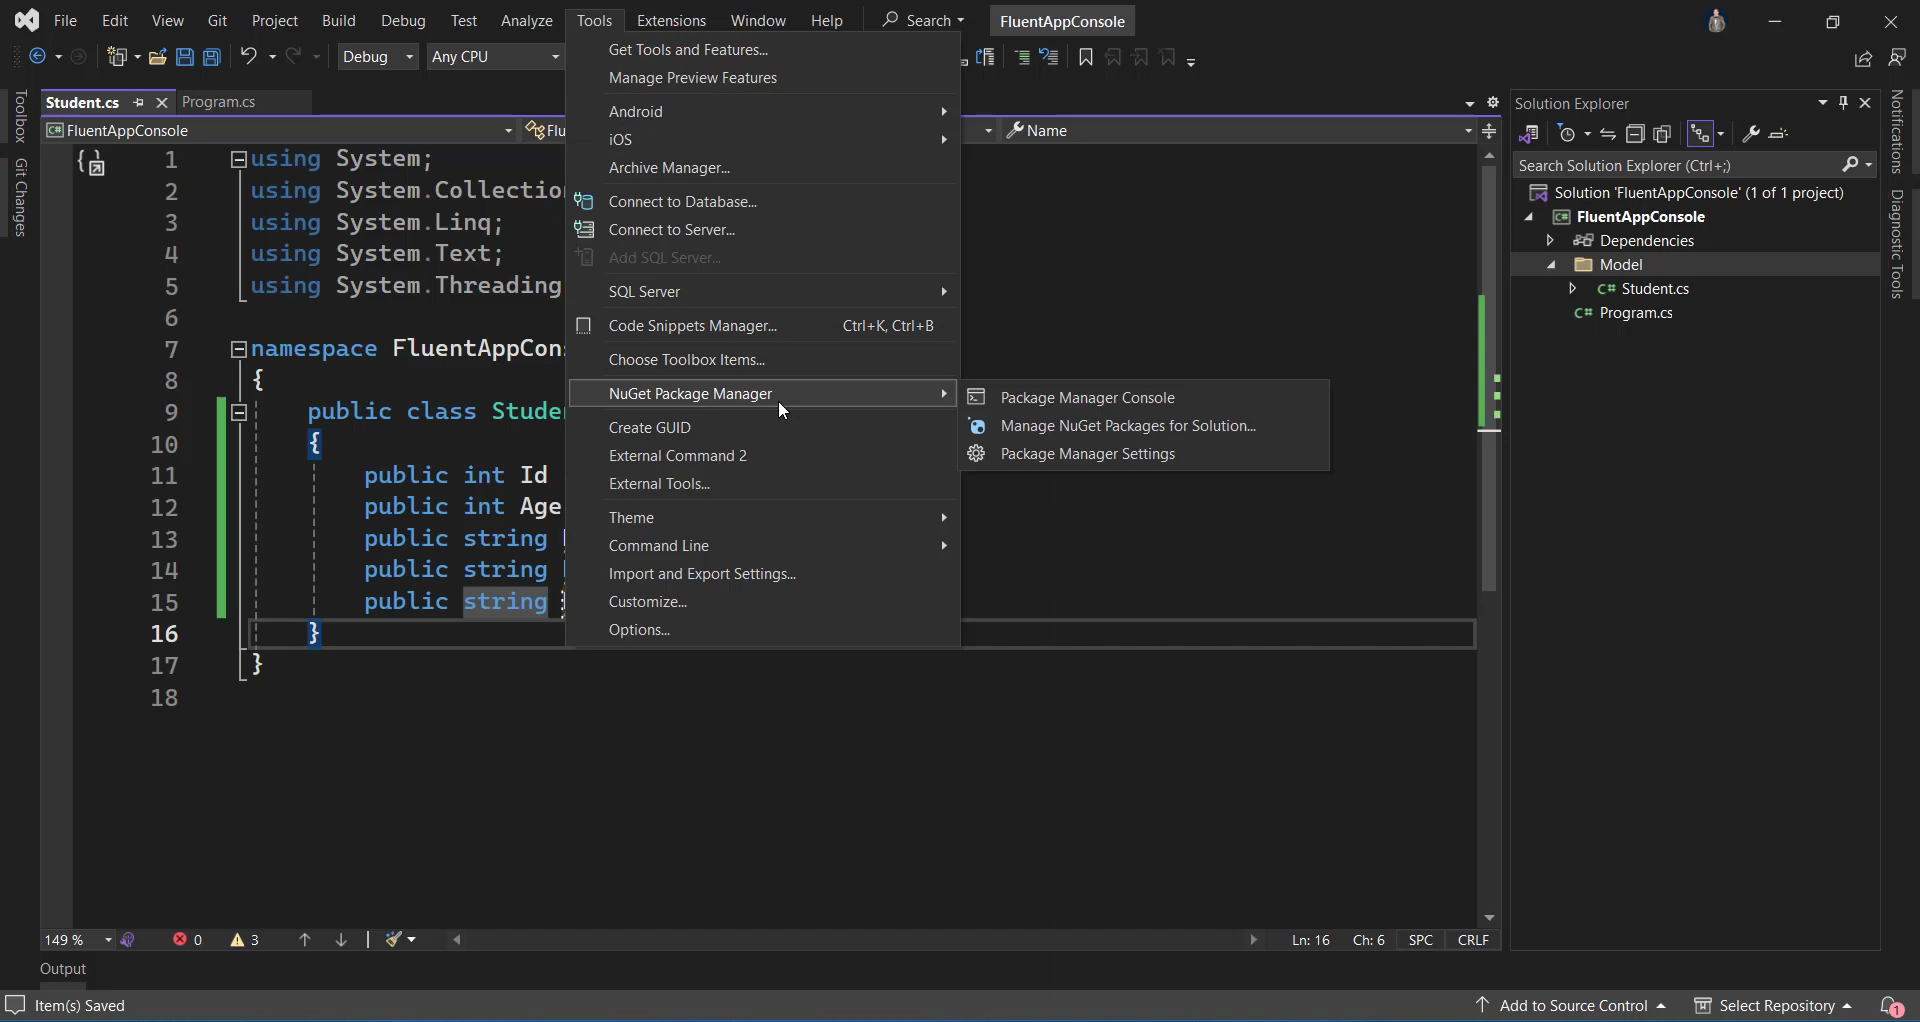 File Edit View Git Project Build Debug Test Analyze Tools Extensions Window Help Search FluentAppConsole
Debug Any CPU
Get Tools and Features...
Manage Preview Features
Android
iOS
Archive Manager...
Connect to Database...
Connect to Server...
Add SQL Server...
SQL Server
Code Snippets Manager... Ctrl+K, Ctrl+B
Choose Toolbox Items...
NuGet Package Manager
Create GUID
External Command 2
External Tools...
Theme
Command Line
Import and Export Settings...
Customize...
Options...
Package Manager Console
Manage NuGet Packages for Solution...
Package Manager Settings
Toolbox
Git Changes
Student.cs Program.cs
C# FluentAppConsole Flu Name
1 using System;
2 using System.Collection
3 using System.Linq;
4 using System.Text;
5 using System.Threading
6
7 namespace FluentAppCons
8 {
9 public class Stude
10 {
11 public int Id
12 public int Age
13 public string
14 public string
15 public string
16 }
17 }
18
149 % 0 3 Ln: 16 Ch: 6 SPC CRLF
Solution Explorer
Search Solution Explorer (Ctrl+;)
Solution 'FluentAppConsole' (1 of 1 project)
C# FluentAppConsole
Dependencies
Model
C# Student.cs
C# Program.cs
Notifications
Diagnostic Tools
Output
Item(s) Saved Add to Source Control Select Repository 1